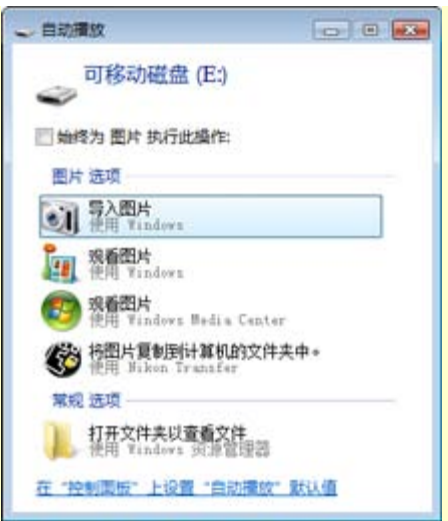 自动播放
可移动磁盘 (E:)
始终为 图片 执行此操作:
图片 选项
导入图片
使用 Windows
观看图片
使用 Windows
观看图片
使用 Windows Media Center
将图片复制到计算机的文件夹中。
使用 Nikon Transfer
常规 选项
打开文件夹以查看文件
使用 Windows 资源管理器
在 "控制面板" 上设置 "自动播放" 默认值